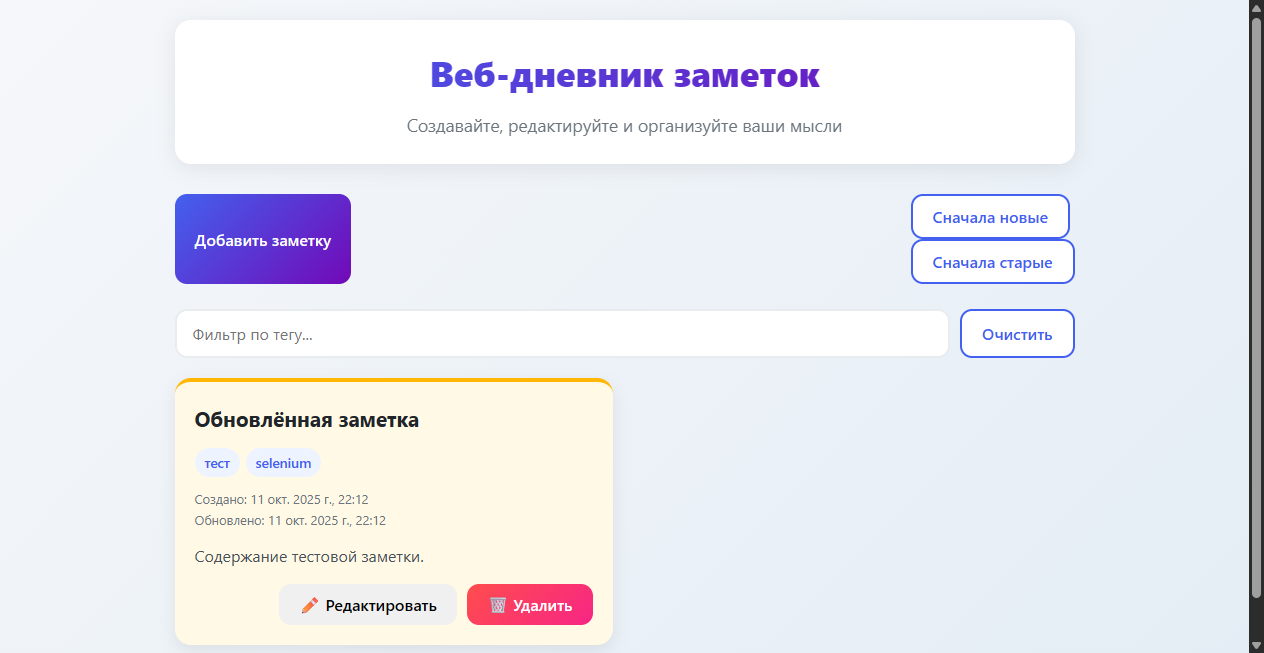 Веб-дневник заметок
Создавайте, редактируйте и организуйте ваши мысли
Добавить заметку
Сначала новые
Сначала старые
Фильтр по тегу...
Очистить
Обновлённая заметка
тест selenium
Создано: 11 окт. 2025 г., 22:12
Обновлено: 11 окт. 2025 г., 22:12
Содержание тестовой заметки.
Редактировать Удалить